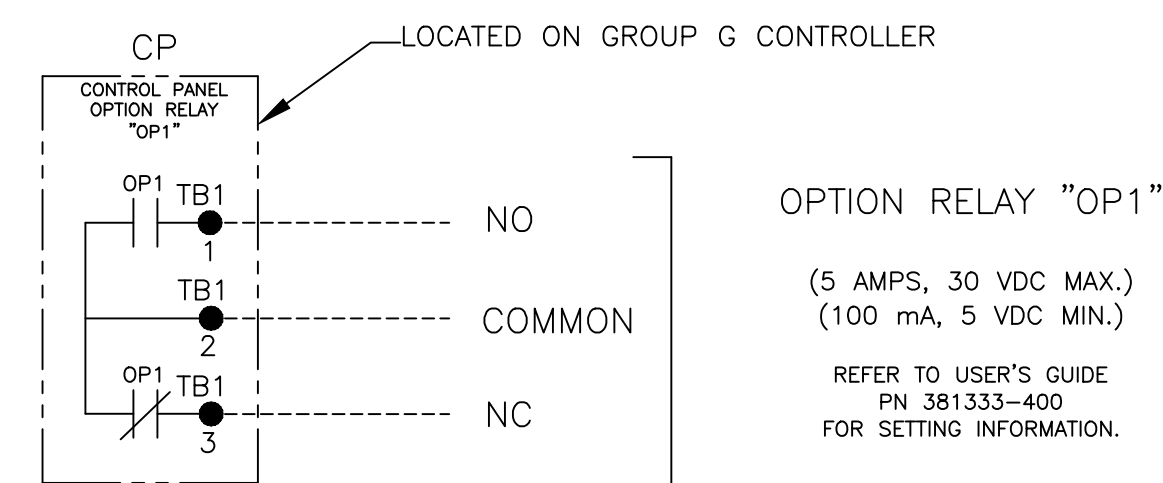 CP
LOCATED ON GROUP G CONTROLLER
CONTROL PANEL
OPTION RELAY
"OP1"
OP1
TB1
1
NO
TB1
2
COMMON
OP1
TB1
3
NC
OPTION RELAY "OP1"
(5 AMPS, 30 VDC MAX.)
(100 mA, 5 VDC MIN.)
REFER TO USER'S GUIDE
PN 381333-400
FOR SETTING INFORMATION.